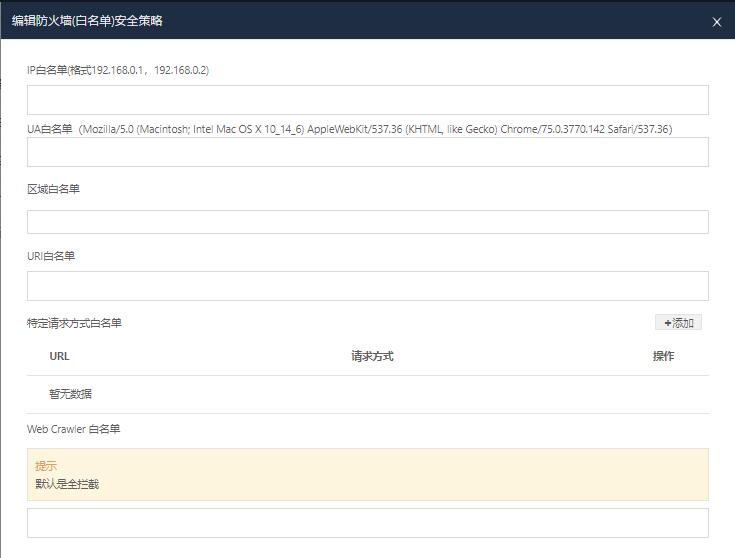 编辑防火墙(白名单)安全策略
X
IP白名单(格式192.168.0.1，192.168.0.2)
UA白名单（Mozilla/5.0 (Macintosh; Intel Mac OS X 10_14_6) AppleWebKit/537.36 (KHTML, like Gecko) Chrome/75.0.3770.142 Safari/537.36）
区域白名单
URI白名单
特定请求方式白名单 +添加
URL 请求方式 操作
暂无数据
Web Crawler 白名单
提示
默认是全拦截